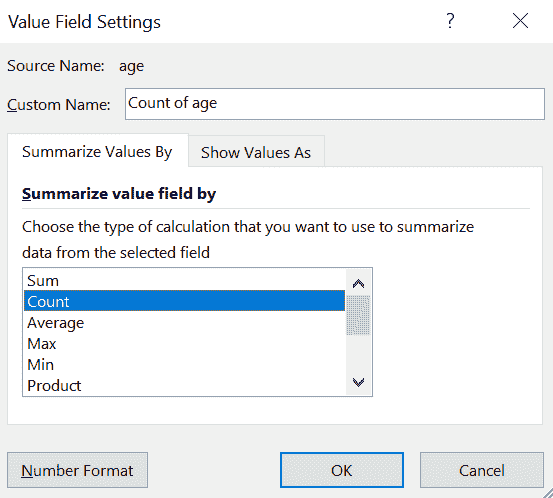 Value Field Settings ?
Source Name: age
Custom Name: Count of age
Summarize Values By Show Values As
Summarize value field by
Choose the type of calculation that you want to use to summarize
data from the selected field
Sum
Count
Average
Max
Min
Product
Number Format OK Cancel